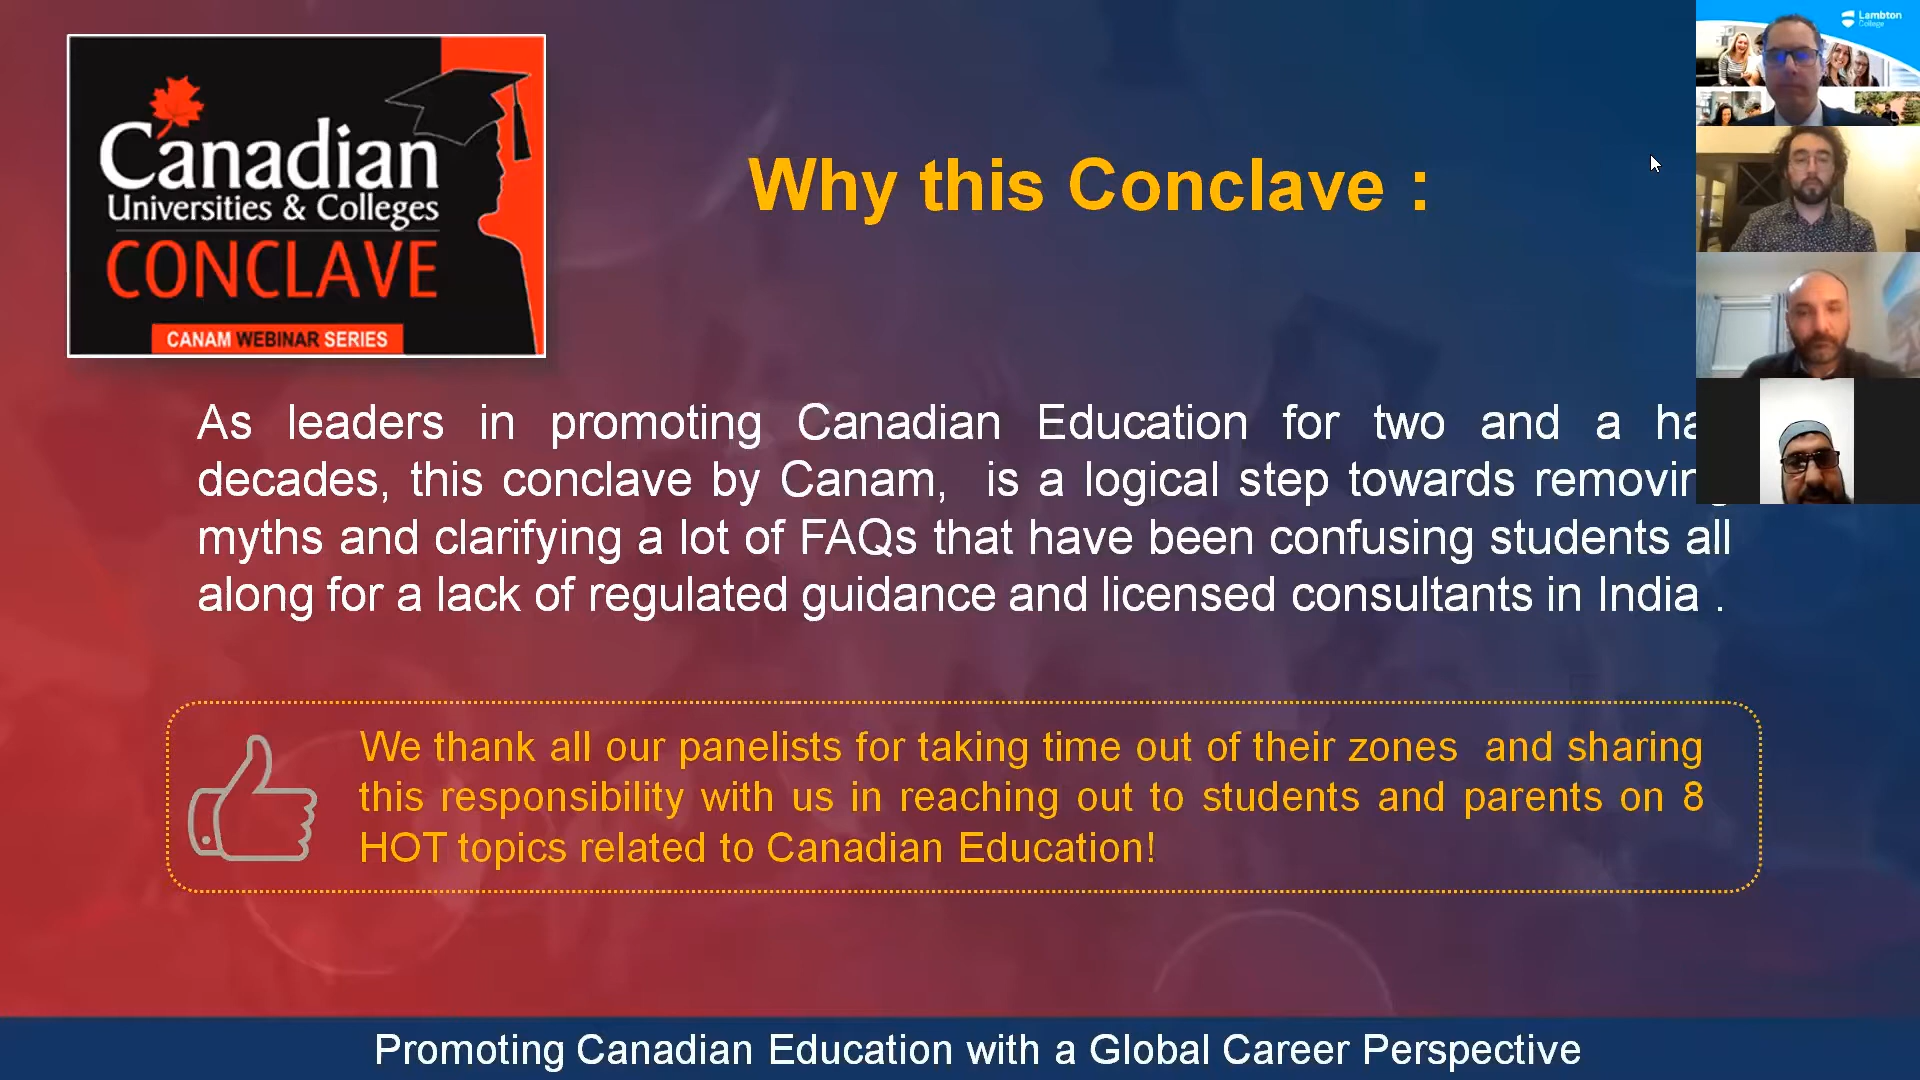 Lambton
College
Canadian
Universities & Colleges
CONCLAVE
CANAM WEBINAR SERIES
Why this Conclave :
As leaders in promoting Canadian Education for two and a
decades, this conclave by Canam, is a logical step towards removing
myths and clarifying a lot of FAQs that have been confusing students all
along for a lack of regulated guidance and licensed consultants in India .
We thank all our panelists for taking time out of their zones and sharing
this responsibility with us in reaching out to students and parents on 8
HOT topics related to Canadian Education!
Promoting Canadian Education with a Global Career Perspective